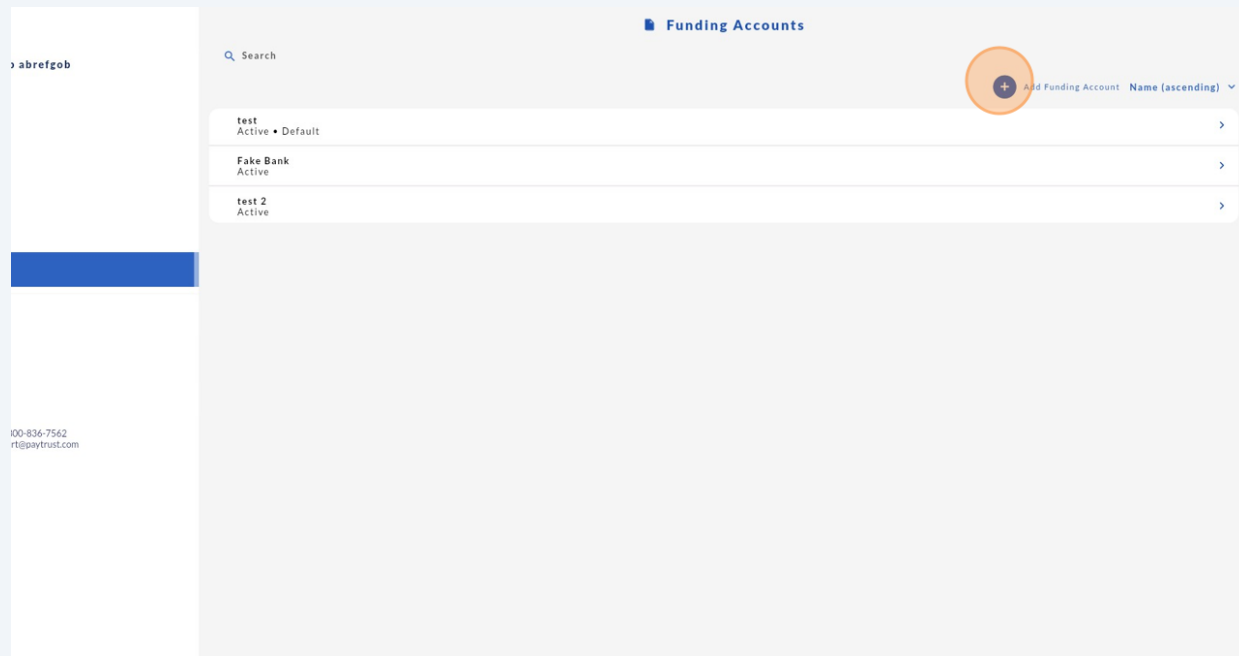 Funding Accounts
abrefgob
Search
Add Funding Account Name (ascending)
test
Active • Default
Fake Bank
Active
test 2
Active
00-836-7562
rt@paytrust.com